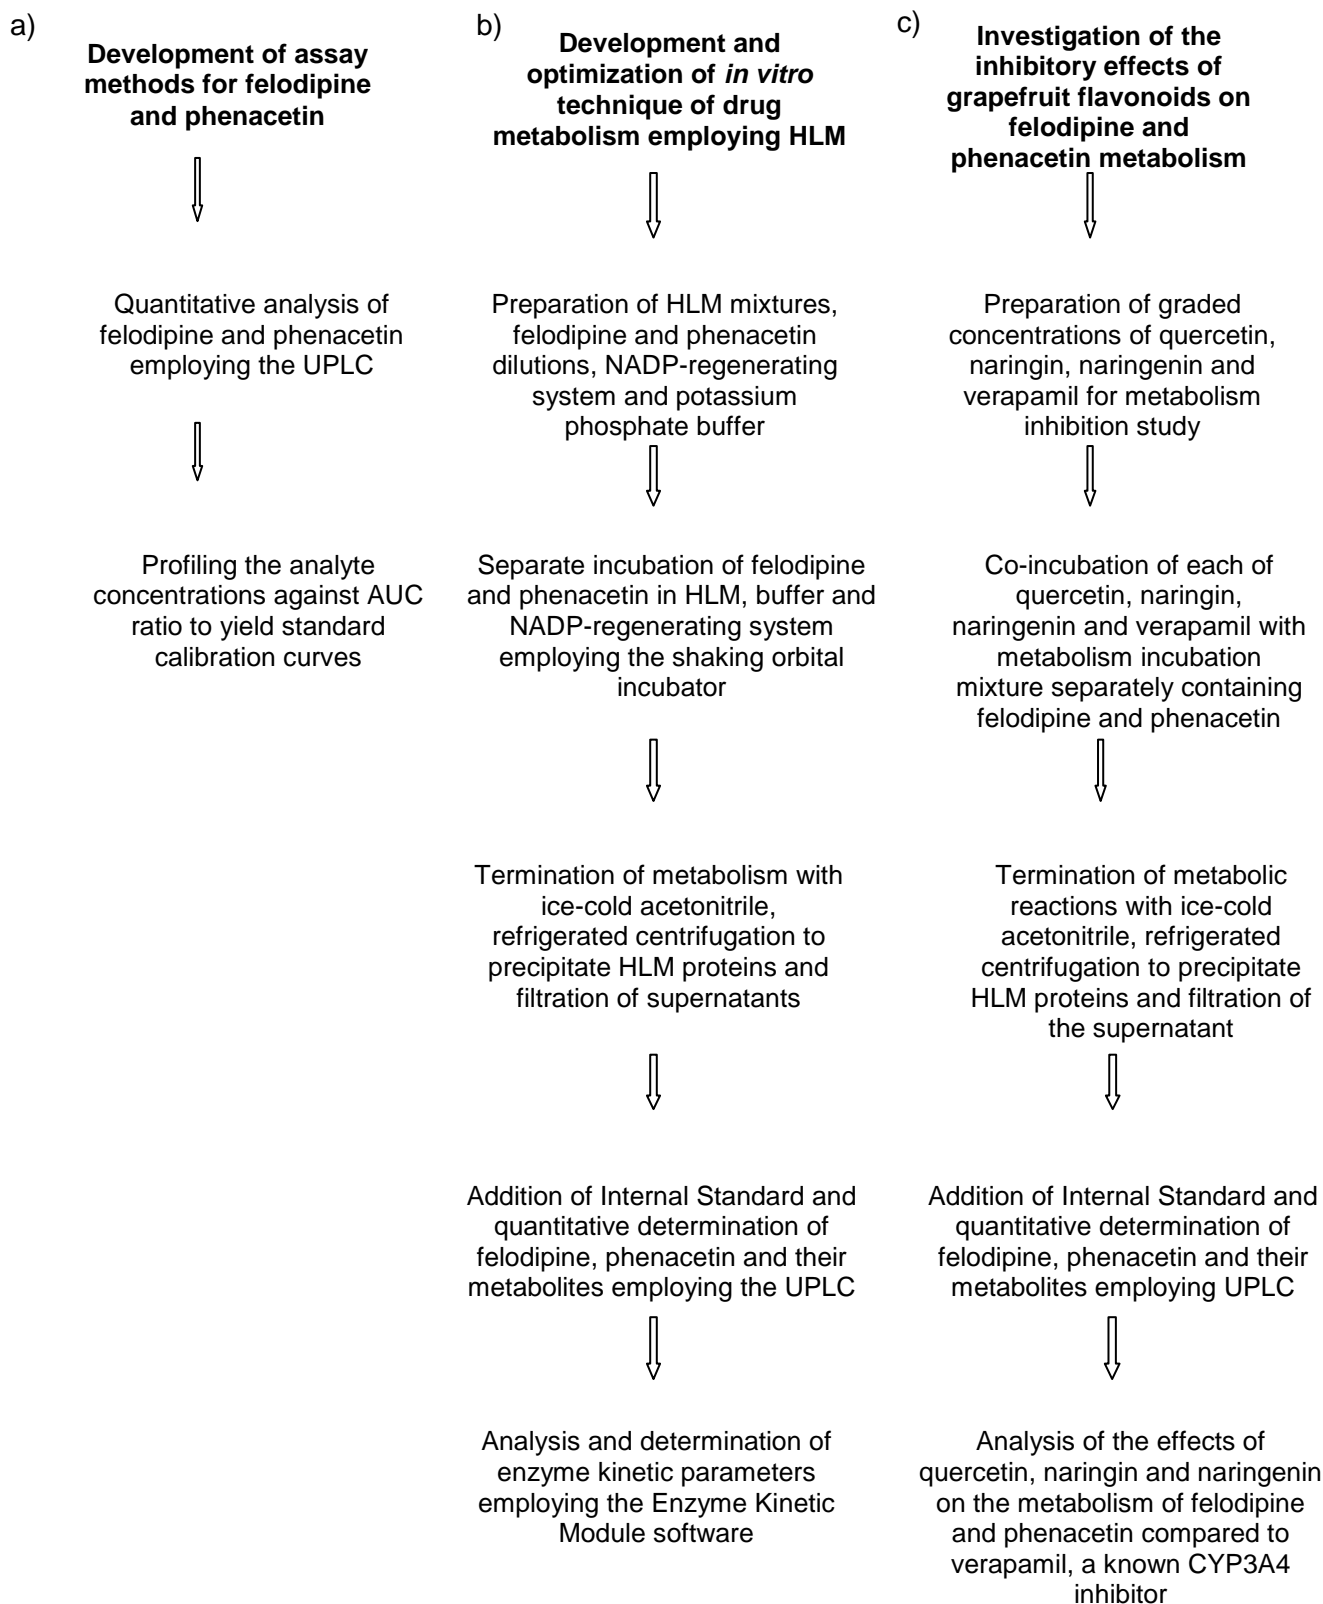 a)
Development of assay
methods for felodipine
and phenacetin
Quantitative analysis of
felodipine and phenacetin
employing the UPLC
Profiling the analyte
concentrations against AUC
ratio to yield standard
calibration curves
b)
Development and
optimization of in vitro
technique of drug
metabolism employing HLM
Preparation of HLM mixtures,
felodipine and phenacetin
dilutions, NADP-regenerating
system and potassium
phosphate buffer
Separate incubation of felodipine
and phenacetin in HLM, buffer and
NADP-regenerating system
employing the shaking orbital
incubator
Termination of metabolism with
ice-cold acetonitrile,
refrigerated centrifugation to
precipitate HLM proteins and
filtration of supernatants
Addition of Internal Standard and
quantitative determination of
felodipine, phenacetin and their
metabolites employing the UPLC
Analysis and determination of
enzyme kinetic parameters
employing the Enzyme Kinetic
Module software
c)
Investigation of the
inhibitory effects of
grapefruit flavonoids on
felodipine and
phenacetin metabolism
Preparation of graded
concentrations of quercetin,
naringin, naringenin and
verapamil for metabolism
inhibition study
Co-incubation of each of
quercetin, naringin,
naringenin and verapamil with
metabolism incubation
mixture separately containing
felodipine and phenacetin
Termination of metabolic
reactions with ice-cold
acetonitrile, refrigerated
centrifugation to precipitate
HLM proteins and filtration of
the supernatant
Addition of Internal Standard and
quantitative determination of
felodipine, phenacetin and their
metabolites employing UPLC
Analysis of the effects of
quercetin, naringin and naringenin
on the metabolism of felodipine
and phenacetin compared to
verapamil, a known CYP3A4
inhibitor